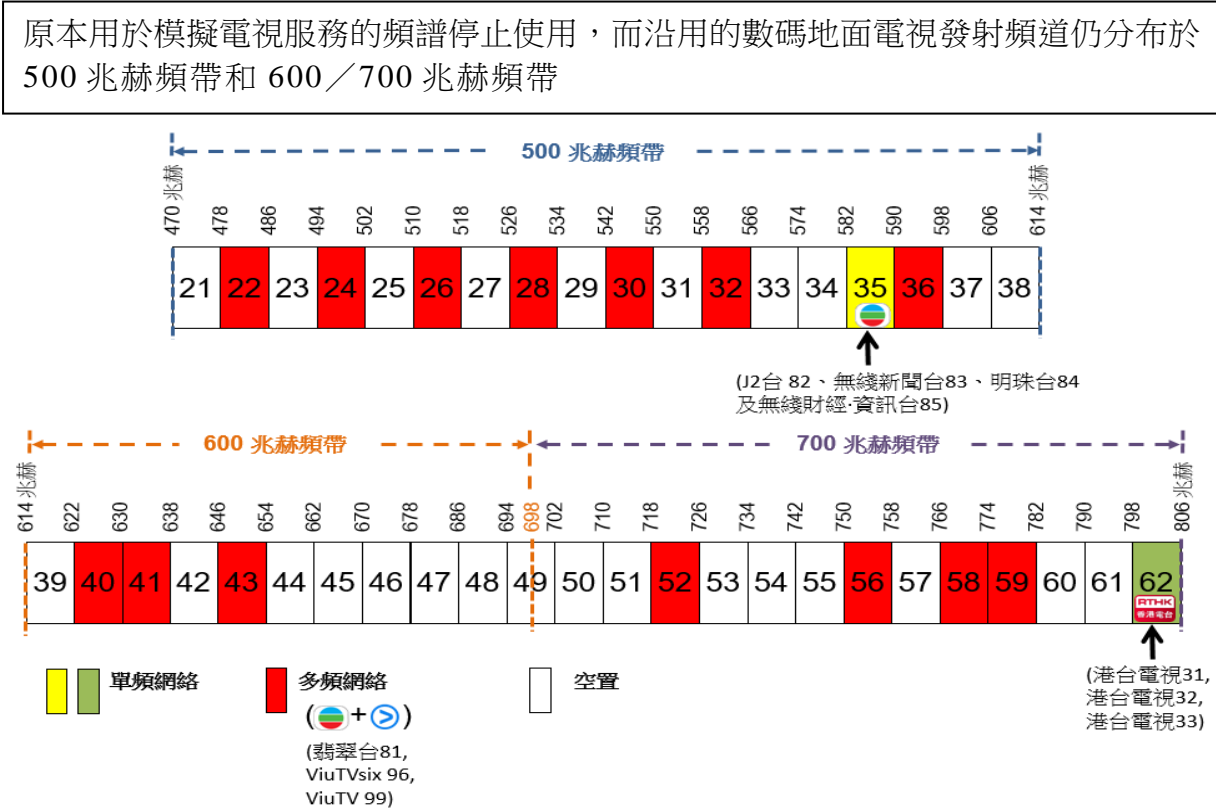 原本用於模擬電視服務的頻譜停止使用，而沿用的數碼地面電視發射頻道仍分布於
500 兆赫頻帶和 600／700 兆赫頻帶
500 兆赫頻帶
470 兆赫 478 486 494 502 510 518 526 534 542 550 558 566 574 582 590 598 606 614 兆赫
21 22 23 24 25 26 27 28 29 30 31 32 33 34 35 36 37 38
(J2台 82、無綫新聞台83、明珠台84
及無綫財經·資訊台85)
600 兆赫頻帶 700 兆赫頻帶
614 兆赫 622 630 638 646 654 662 670 678 686 694 698 702 710 718 726 734 742 750 758 766 774 782 790 798 806 兆赫
39 40 41 42 43 44 45 46 47 48 49 50 51 52 53 54 55 56 57 58 59 60 61 62
RTHK
香港電台
單頻網絡 多頻網絡 空置
(+)
(翡翠台81,
ViuTVsix 96,
ViuTV 99)
(港台電視31,
港台電視32,
港台電視33)